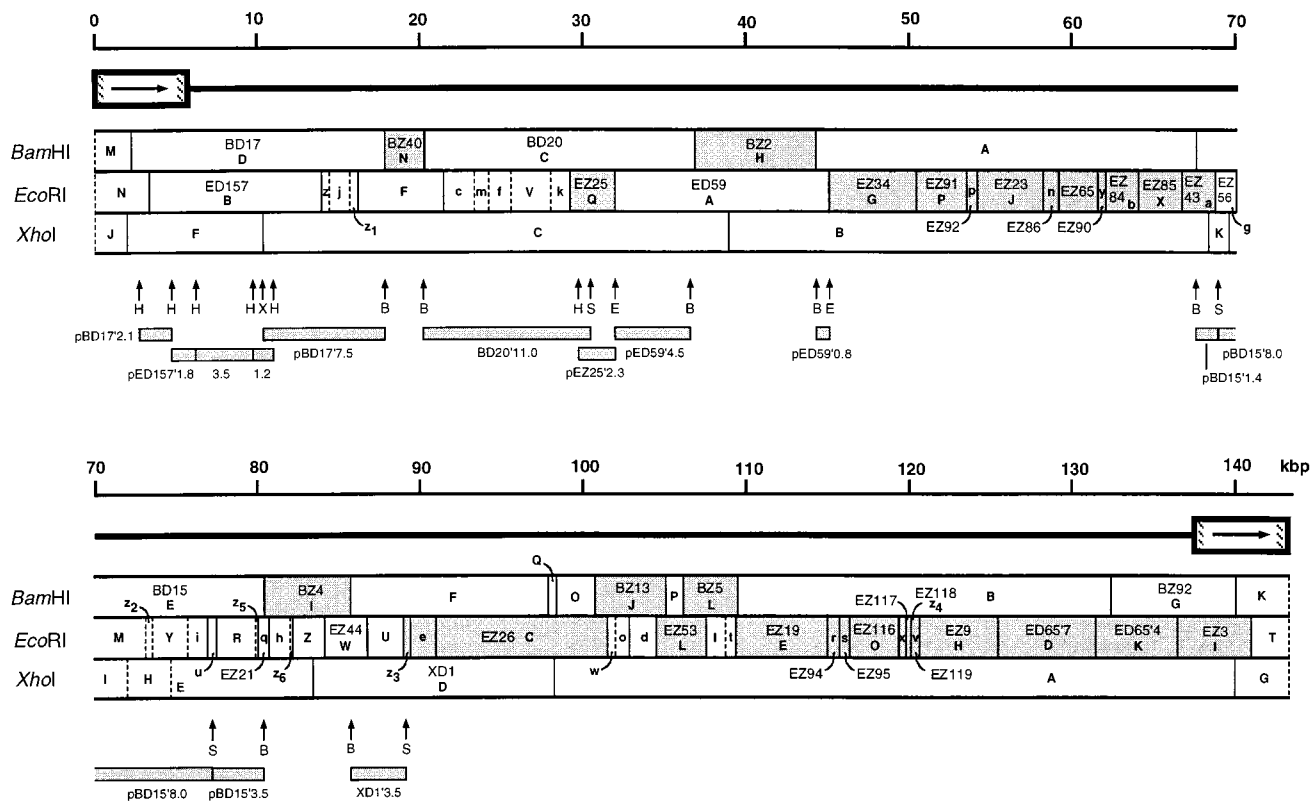 0 10 20 30 40 50 60 70
BamHI M BD17 BZ40 BD20 BZ2 A
D N C H
EcoRI N ED157 z j F c m f V k EZ25 ED59 EZ34 EZ91 p EZ23 n EZ65 y EZ 84 b EZ85 EZ 43 a EZ 56
B Q A G P J X
z1 EZ92 EZ86 EZ90 g
XhoI J F C B K
H H H H X H B B H S E B E B S
pBD17'2.1 pBD17'7.5 BD20'11.0 pED59'4.5 pED59'0.8 pBD15'8.0
pED157'1.8 3.5 1.2 pEZ25'2.3 pBD15'1.4
70 80 90 100 110 120 130 140 kbp
Q
BamHI BD15 BZ4 F O BZ13 P BZ5 B BZ92 K
E I J L G
z2 z5 EZ117 EZ118
z4
EcoRI M Y i R q h Z EZ44 U e EZ26 C o d EZ53 l t EZ19 r s EZ116 x v EZ9 ED65'7 ED65'4 EZ3 T
W L E O H D K I
u EZ21 z6 z3 w EZ94 EZ95 EZ119
XhoI I H E XD1 A G
D
S B B S
pBD15'8.0 pBD15'3.5 XD1'3.5